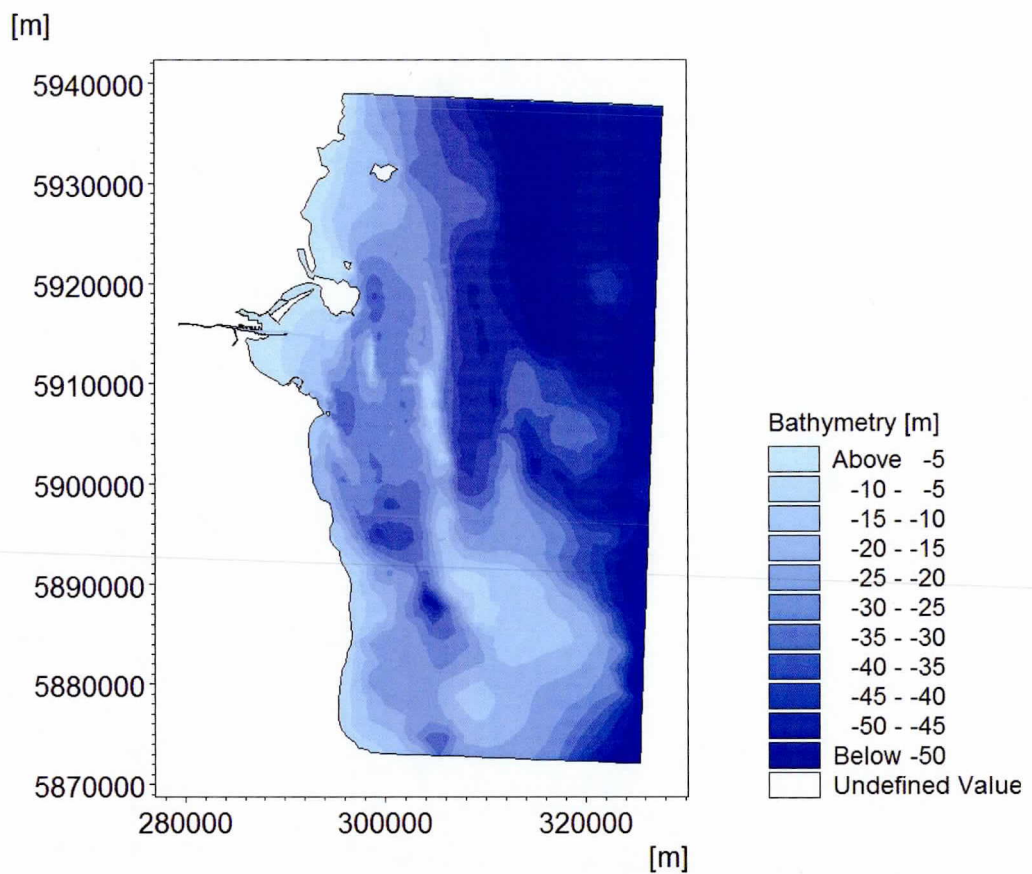 [m]
5940000
5930000
5920000
5910000
5900000
5890000
5880000
5870000
280000 300000 320000
[m]
Bathymetry [m]
Above -5
-10 - -5
-15 - -10
-20 - -15
-25 - -20
-30 - -25
-35 - -30
-40 - -35
-45 - -40
-50 - -45
Below -50
Undefined Value